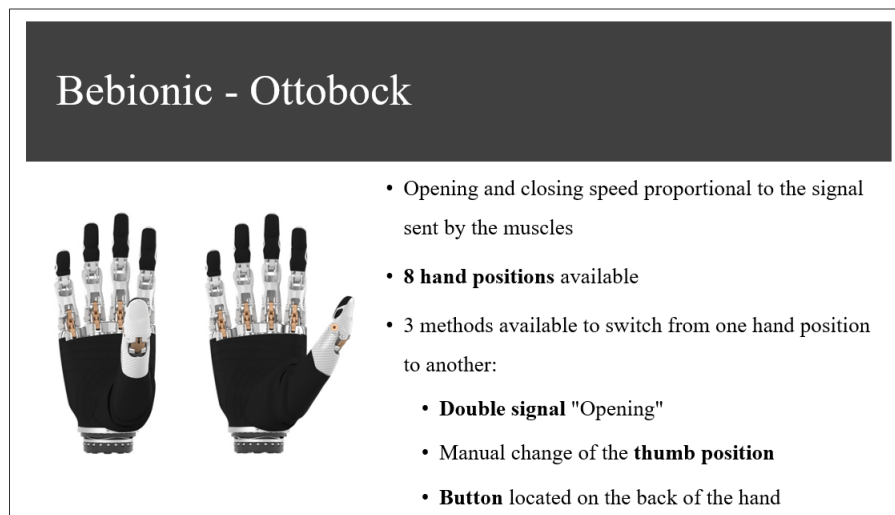 Bebionic - Ottobock
• Opening and closing speed proportional to the signal
sent by the muscles
• 8 hand positions available
• 3 methods available to switch from one hand position
to another:
• Double signal "Opening"
• Manual change of the thumb position
• Button located on the back of the hand